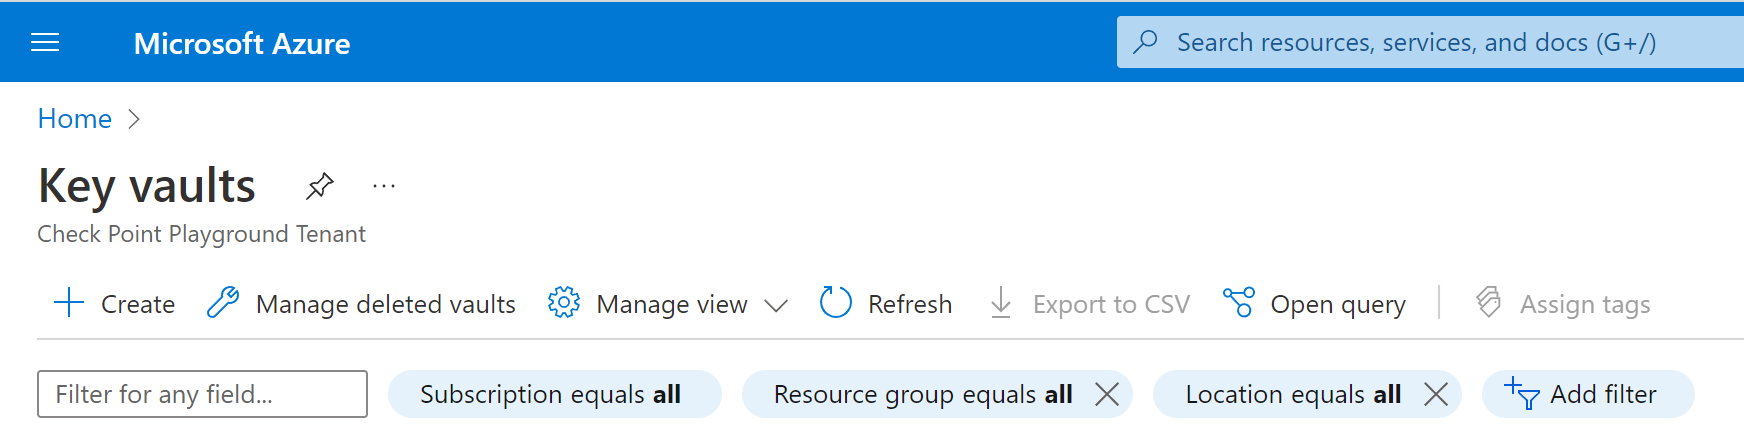 Microsoft Azure
Search resources, services, and docs (G+/)
Home
Key vaults
Check Point Playground Tenant
Create Manage deleted vaults Manage view Refresh Export to CSV Open query Assign tags
Filter for any field... Subscription equals all Resource group equals all Location equals all Add filter